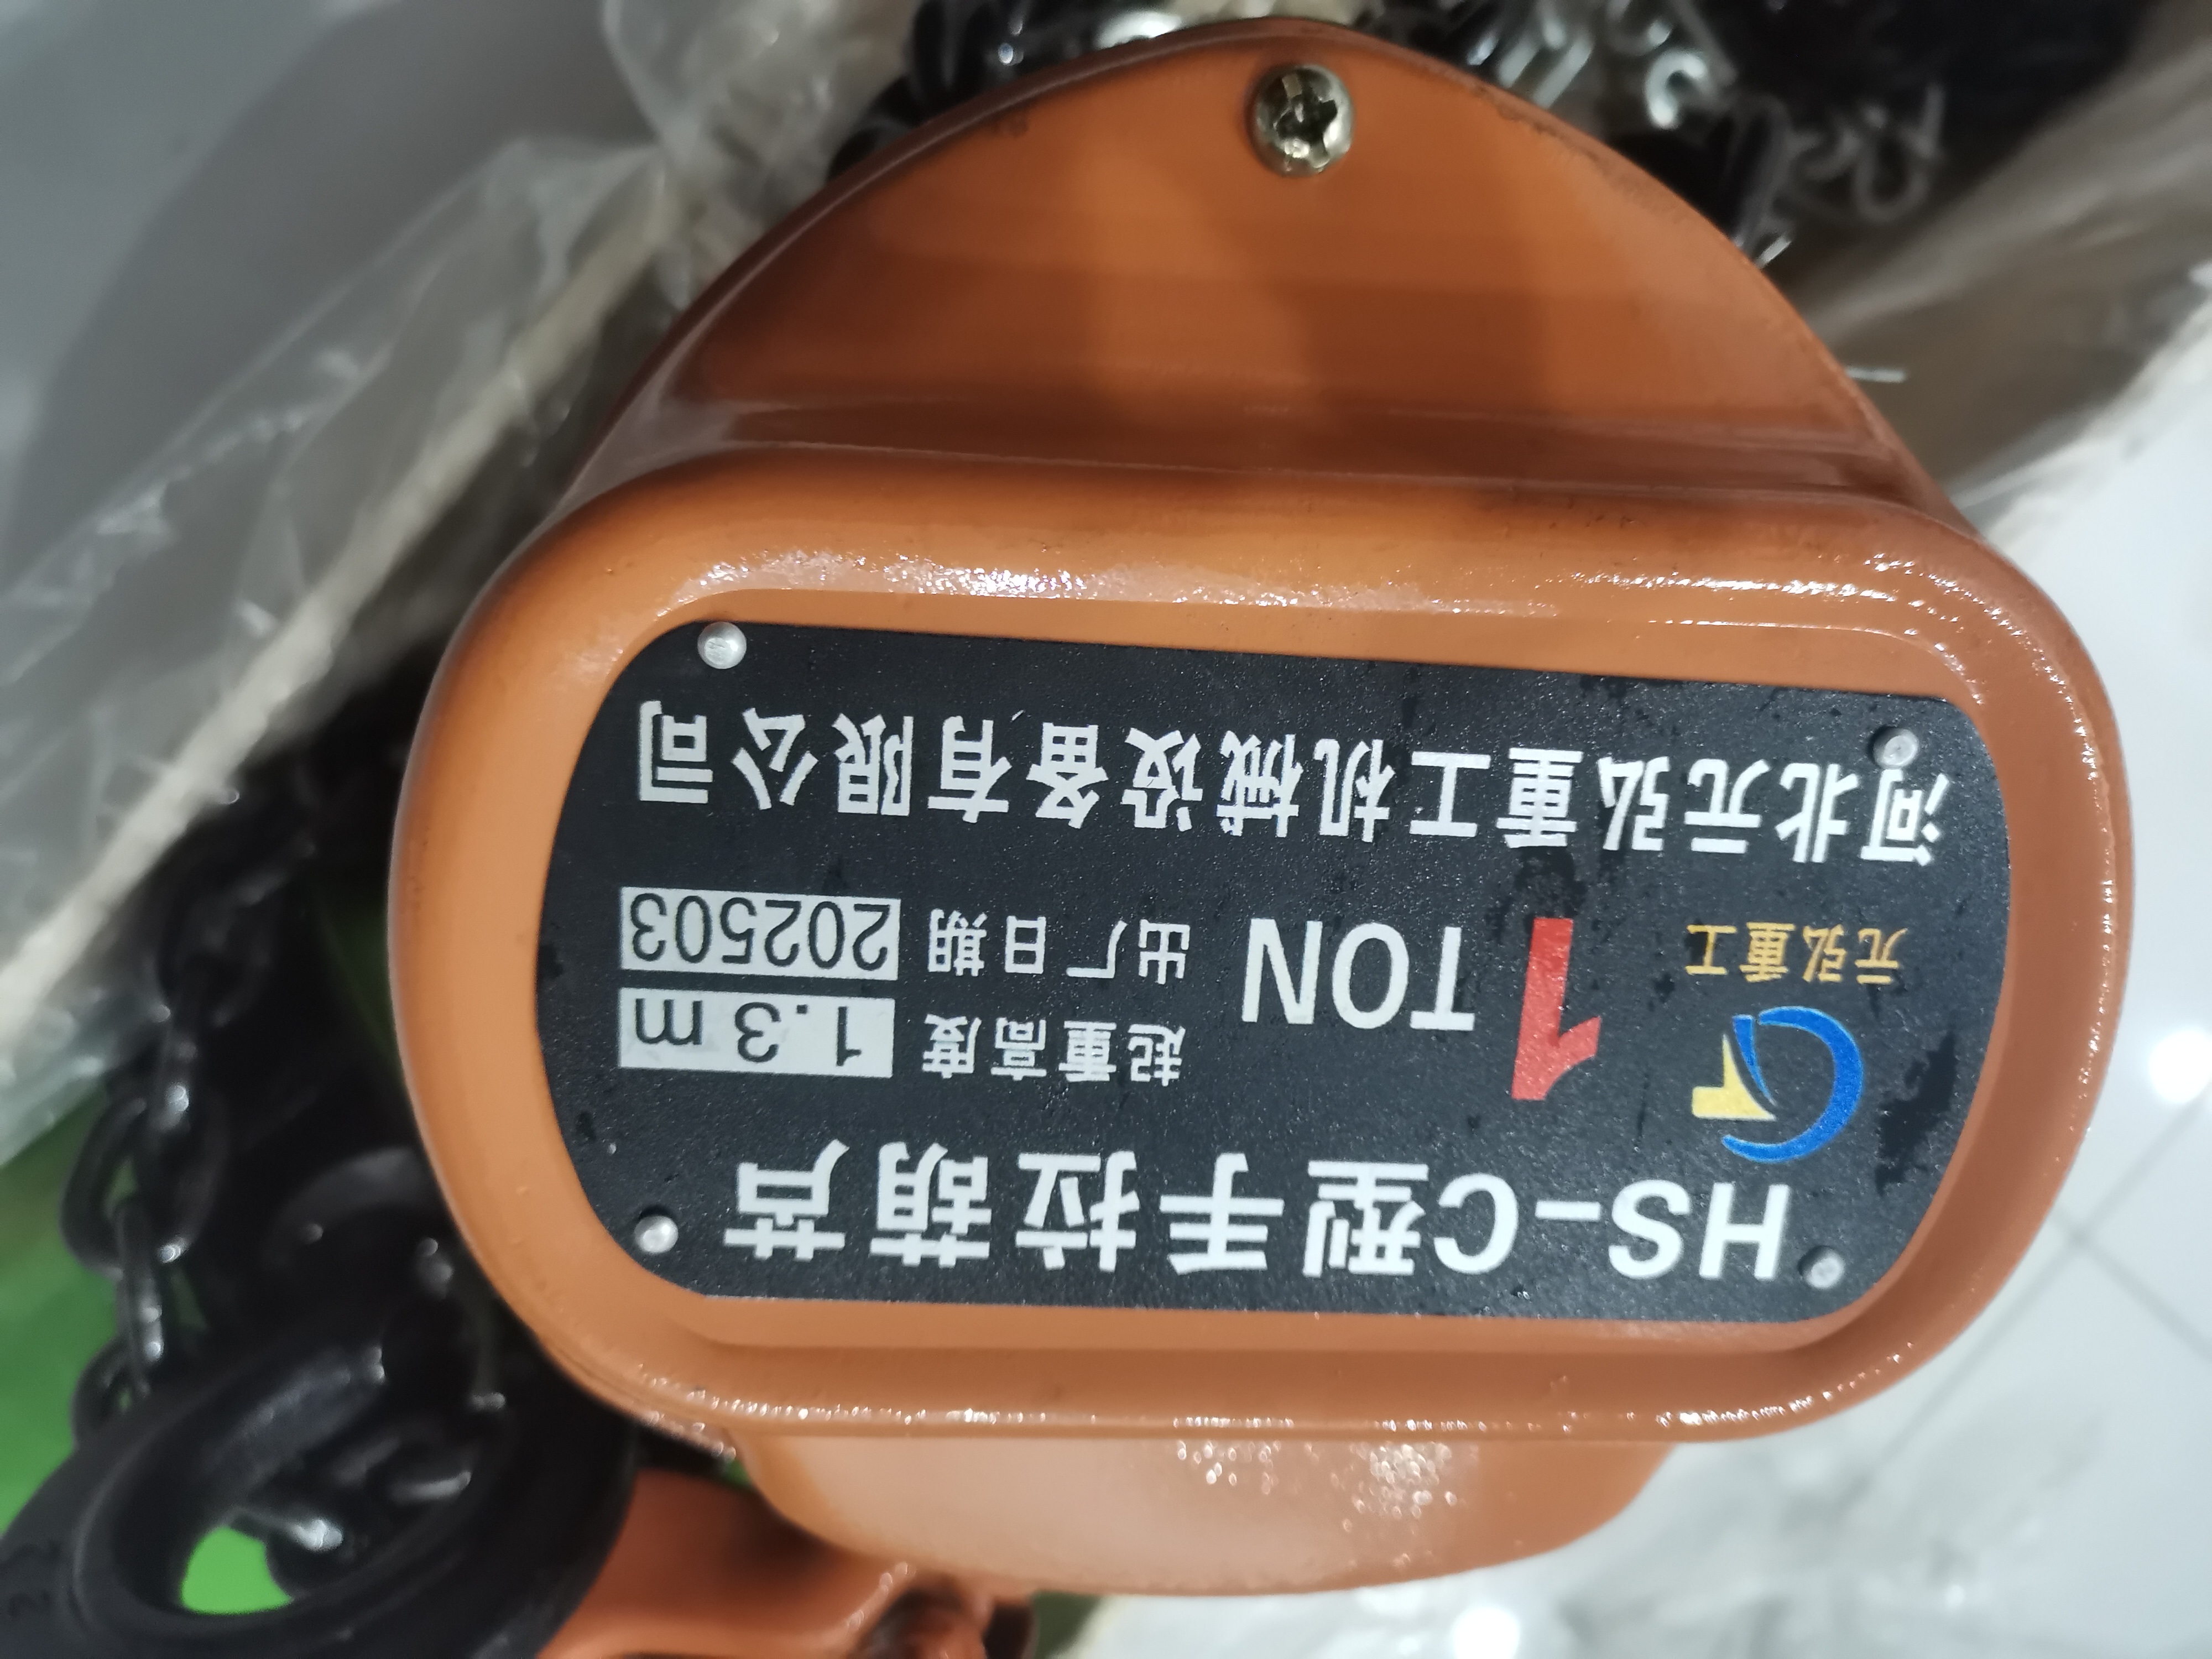 HS-C型手拉葫芦
元弘重工
1 TON
起重高度 1.3 m
出厂日期 202503
河北元弘重工机械设备有限公司